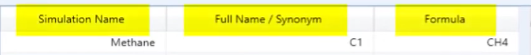 Simulation Name Full Name / Synonym Formula
Methane C1 CH4